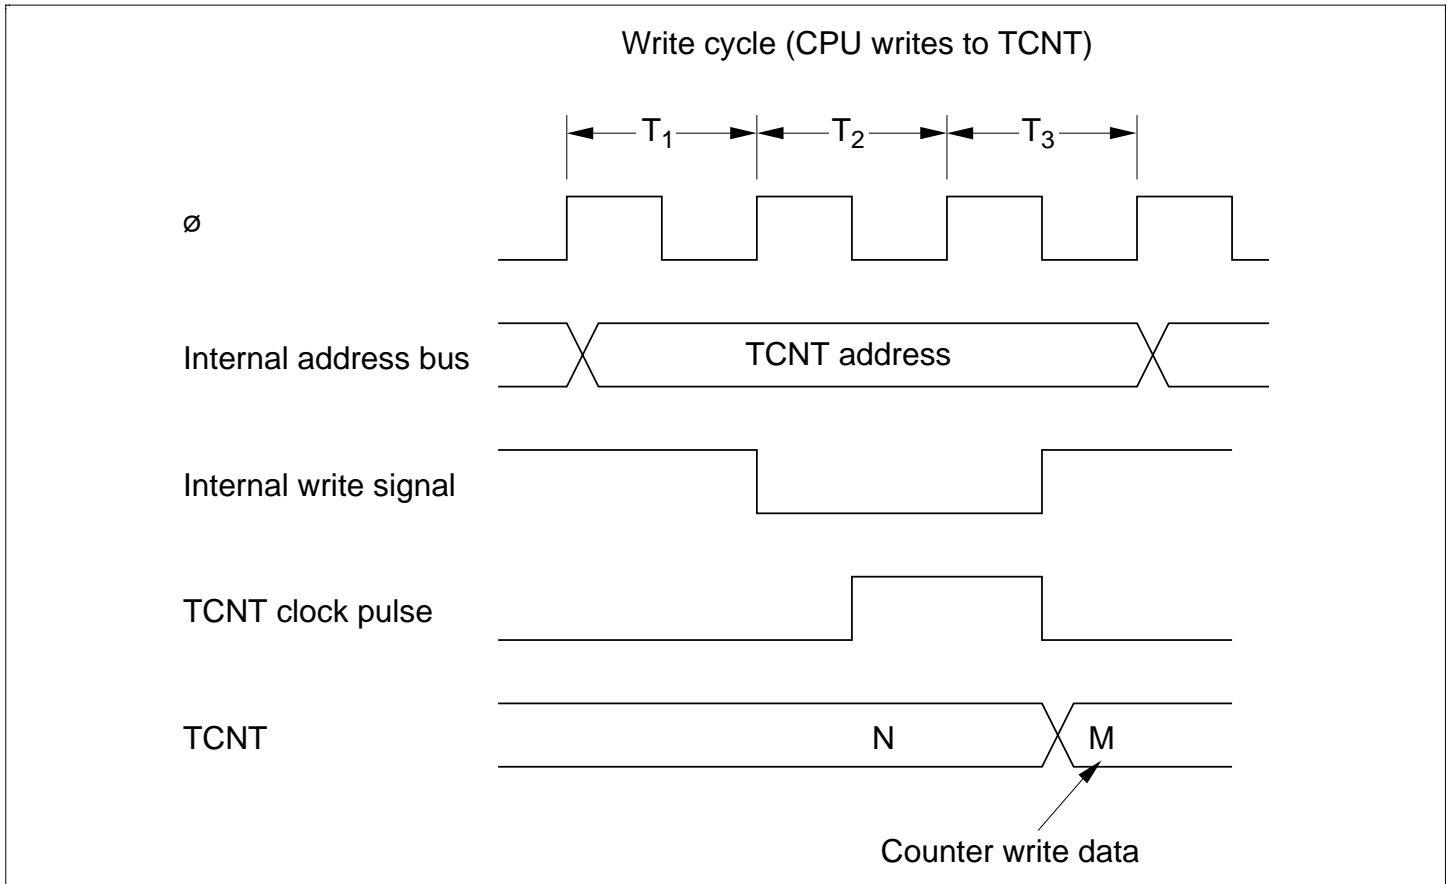 Write cycle (CPU writes to TCNT)
T1 T2 T3
ø
Internal address bus TCNT address
Internal write signal
TCNT clock pulse
TCNT N M
Counter write data